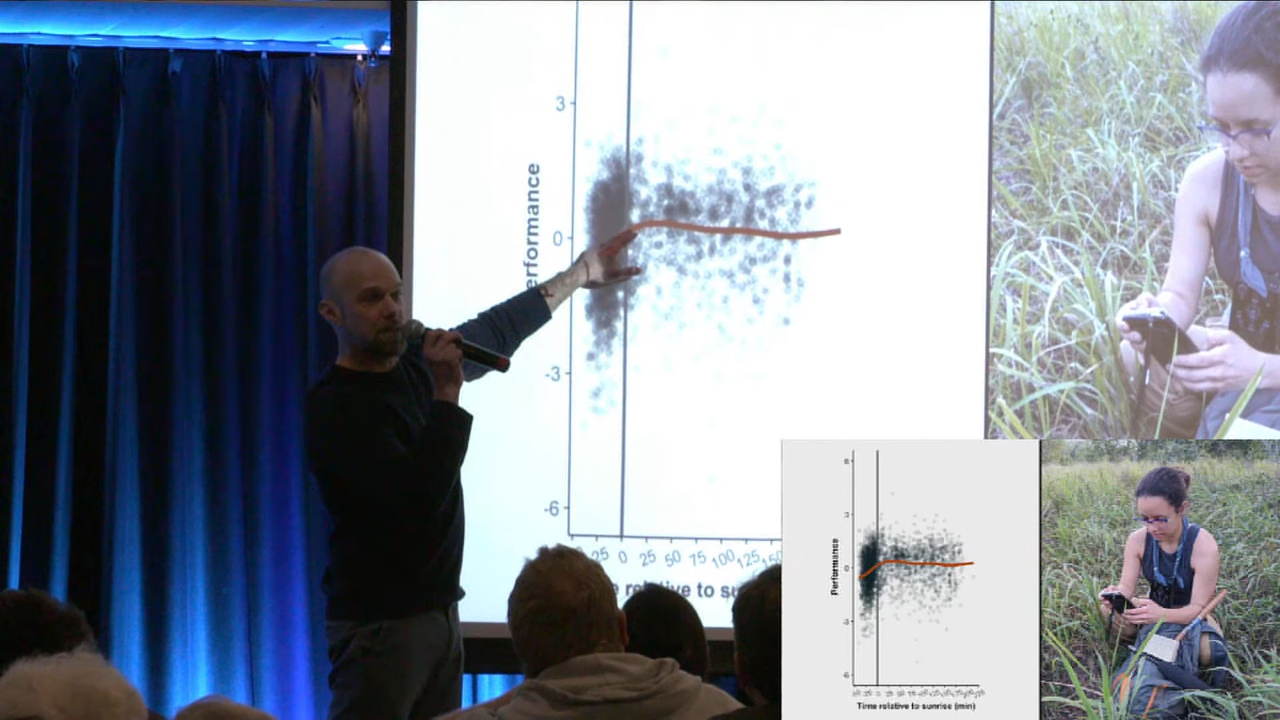 3
erformance
0
-3
-6
25 0 25 50 75 100 125
relative to su
Performance
3
0
-3
-6
Time relative to sunrise (min)